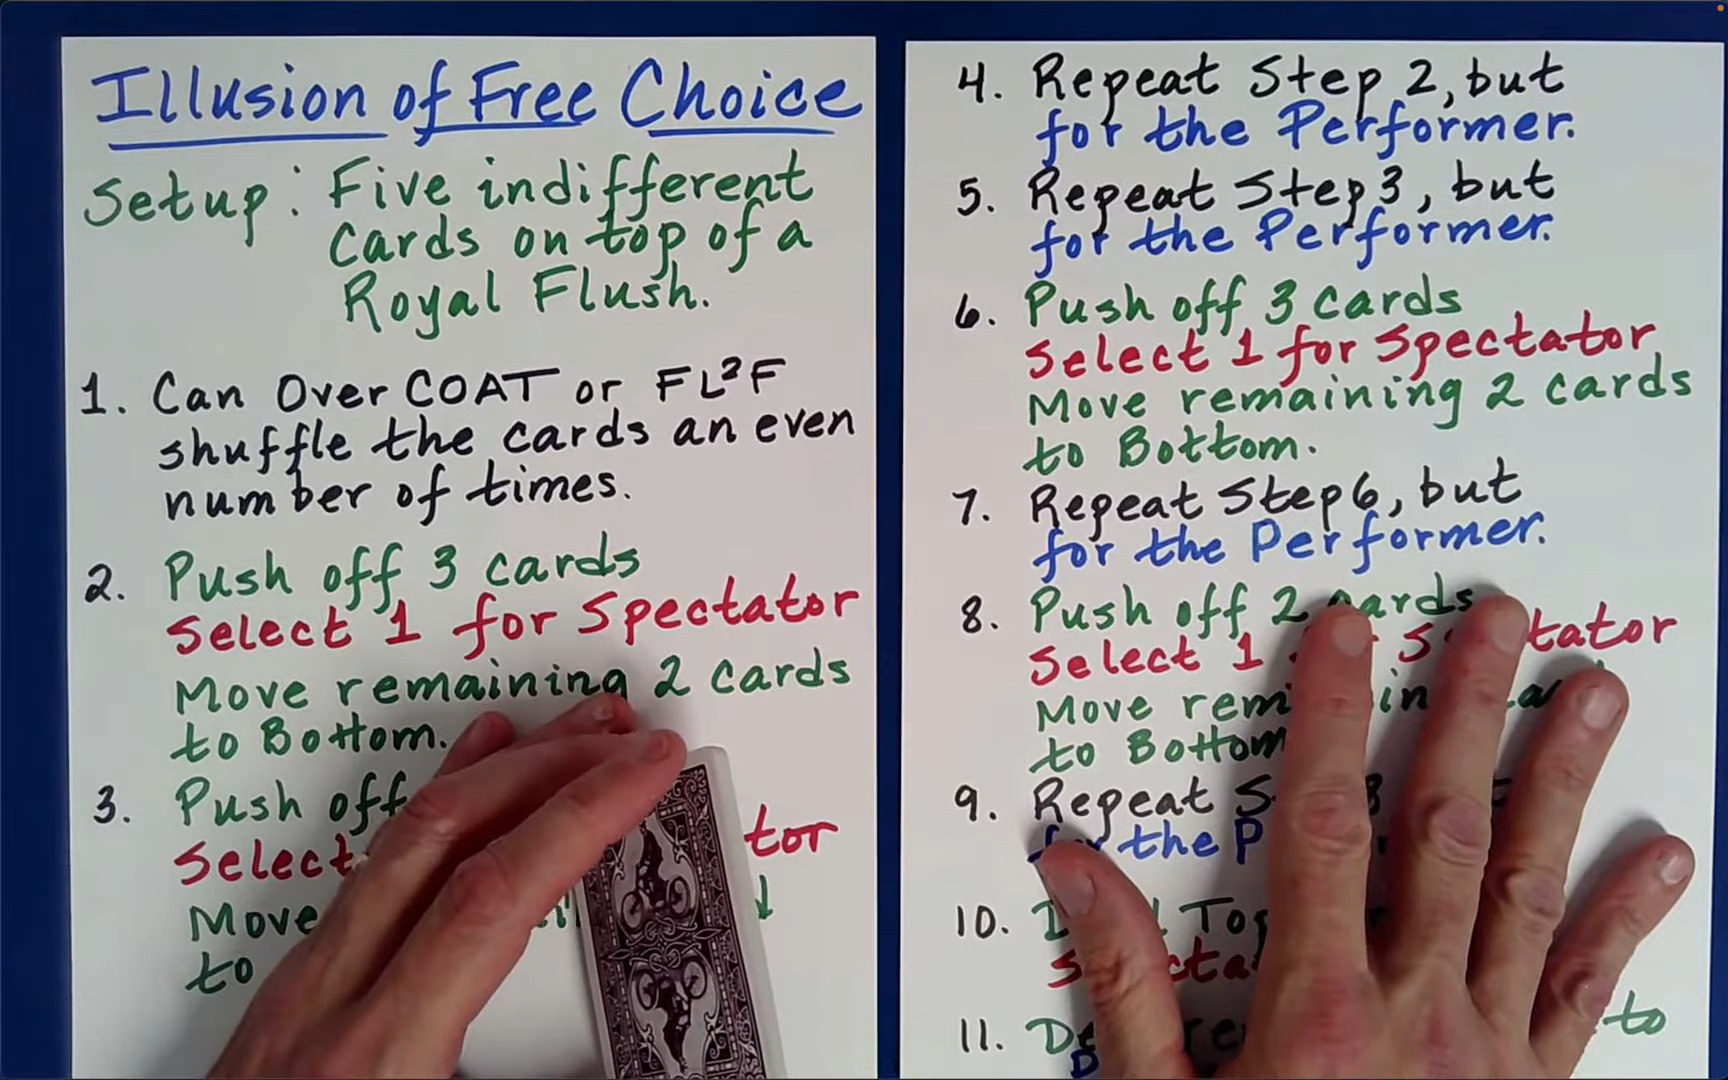 Illusion of Free Choice
Setup: Five indifferent
cards on top of a
Royal Flush.
1. Can Over COAT or FL²F
shuffle the cards an even
number of times.
2. Push off 3 cards
Select 1 for Spectator
Move remaining 2 cards
to Bottom.
3. Push off
Select
Move
to
4. Repeat Step 2, but
for the Performer.
5. Repeat Step 3, but
for the Performer.
6. Push off 3 cards
Select 1 for Spectator
Move remaining 2 cards
to Bottom.
7. Repeat Step 6, but
for the Performer.
8. Push off 2 cards
Select 1
Move
to Bottom
9. Repeat
for the
10. Top
11.
to